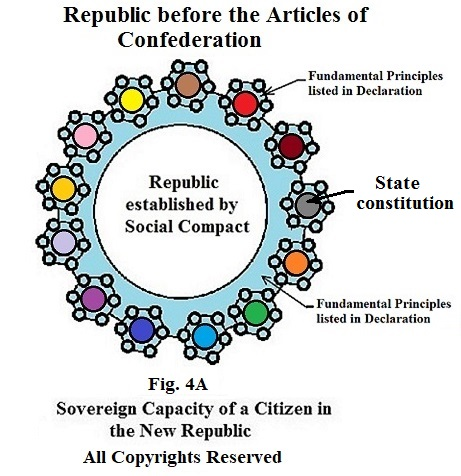 Republic before the Articles of
Confederation
Fundamental Principles
listed in Declaration
State
constitution
Republic
established by
Social Compact
Fundamental Principles
listed in Declaration
Fig. 4A
Sovereign Capacity of a Citizen in
the New Republic
All Copyrights Reserved